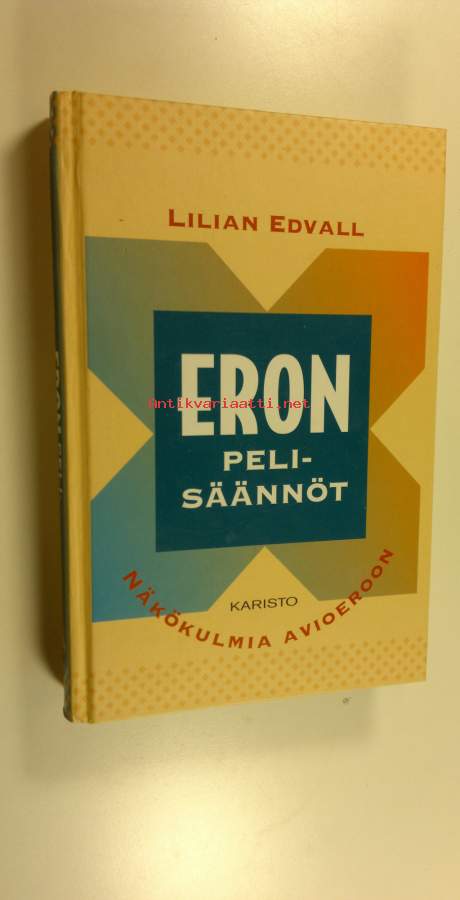 LILIAN EDVALL
ERON
Antikvariaatti.net
PELI-
SÄÄNNÖT
KARISTO
NÄKÖKULMIA AVIOEROON